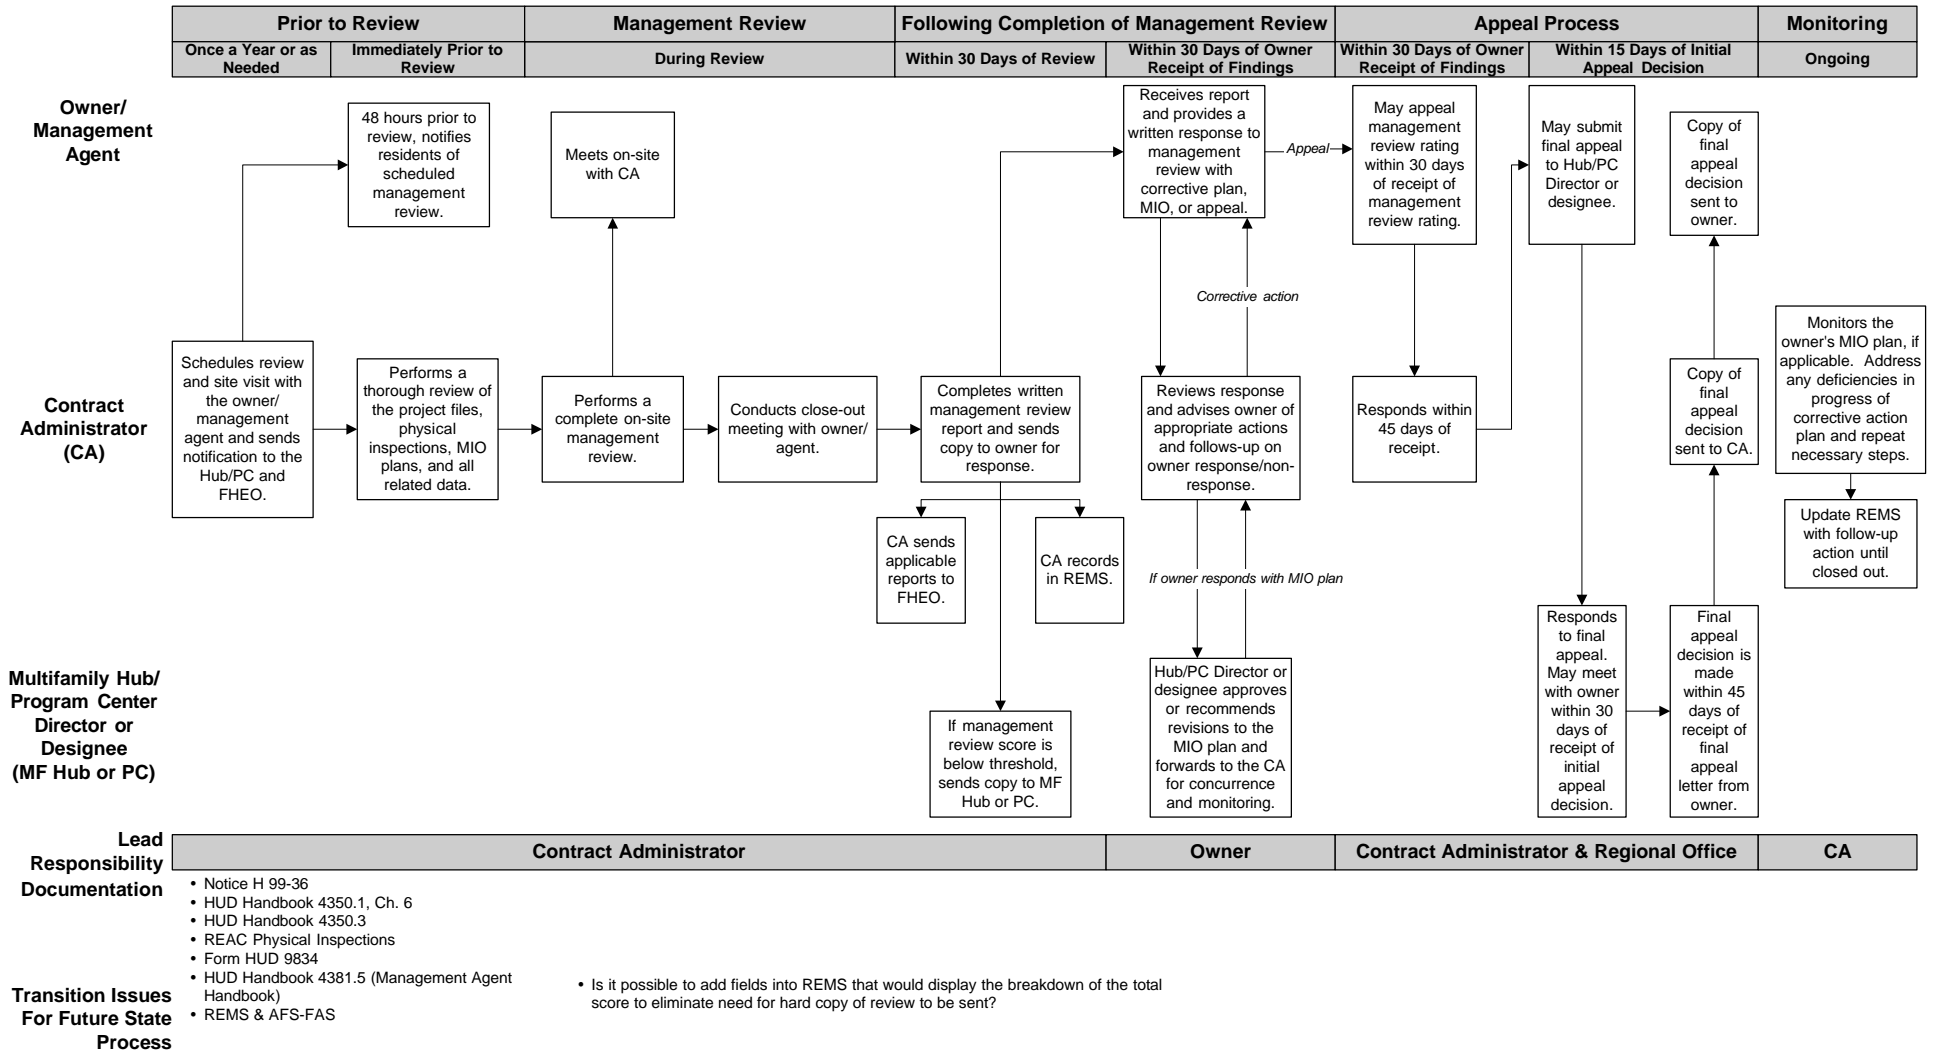 Prior to Review
Management Review
Following Completion of Management Review
Appeal Process
Monitoring
Once a Year or as
Needed
Immediately Prior to
Review
During Review
Within 30 Days of Review
Within 30 Days of Owner
Receipt of Findings
Within 30 Days of Owner
Receipt of Findings
Within 15 Days of Initial
Appeal Decision
Ongoing
Owner/
Management
Agent
48 hours prior to
review, notifies
residents of
scheduled
management
review.
Meets on-site
with CA
Receives report
and provides a
written response to
management
review with
corrective plan,
MIO, or appeal.
Appeal
May appeal
management
review rating
within 30 days
of receipt of
management
review rating.
May submit
final appeal
to Hub/PC
Director or
designee.
Copy of
final
appeal
decision
sent to
owner.
Corrective action
Contract
Administrator
(CA)
Schedules review
and site visit with
the owner/
management
agent and sends
notification to the
Hub/PC and
FHEO.
Performs a
thorough review of
the project files,
physical
inspections, MIO
plans, and all
related data.
Performs a
complete on-site
management
review.
Conducts close-out
meeting with owner/
agent.
Completes written
management review
report and sends
copy to owner for
response.
Reviews response
and advises owner of
appropriate actions
and follows-up on
owner response/non-
response.
Responds within
45 days of
receipt.
Copy of
final
appeal
decision
sent to CA.
Monitors the
owner's MIO plan, if
applicable. Address
any deficiencies in
progress of
corrective action
plan and repeat
necessary steps.
CA sends
applicable
reports to
FHEO.
CA records
in REMS.
If owner responds with MIO plan
Update REMS
with follow-up
action until
closed out.
Multifamily Hub/
Program Center
Director or
Designee
(MF Hub or PC)
If management
review score is
below threshold,
sends copy to MF
Hub or PC.
Hub/PC Director or
designee approves
or recommends
revisions to the
MIO plan and
forwards to the CA
for concurrence
and monitoring.
Responds
to final
appeal.
May meet
with owner
within 30
days of
receipt of
initial
appeal
decision.
Final
appeal
decision is
made
within 45
days of
receipt of
final
appeal
letter from
owner.
Lead
Responsibility
Contract Administrator
Owner
Contract Administrator & Regional Office
CA
Documentation
• Notice H 99-36
• HUD Handbook 4350.1, Ch. 6
• HUD Handbook 4350.3
• REAC Physical Inspections
• Form HUD 9834
• HUD Handbook 4381.5 (Management Agent
Handbook)
• REMS & AFS-FAS
Transition Issues
For Future State
Process
• Is it possible to add fields into REMS that would display the breakdown of the total
score to eliminate need for hard copy of review to be sent?